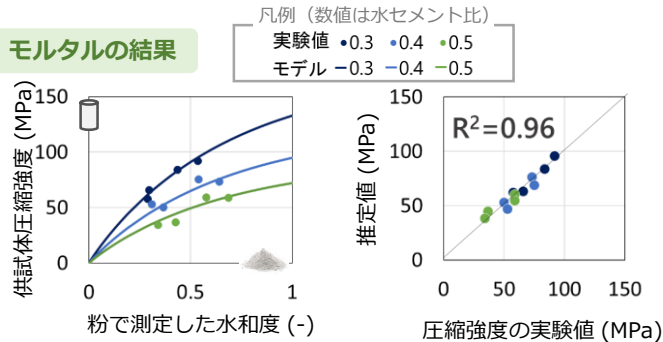 凡例（数値は水セメント比）
実験値 0.3 0.4 0.5
モデル 0.3 0.4 0.5
モルタルの結果
供試体圧縮強度 (MPa)
150
100
50
0
0 0.5 1
粉で測定した水和度 (-)
推定値 (MPa)
150
100
50
0
R²=0.96
0 50 100 150
圧縮強度の実験値 (MPa)